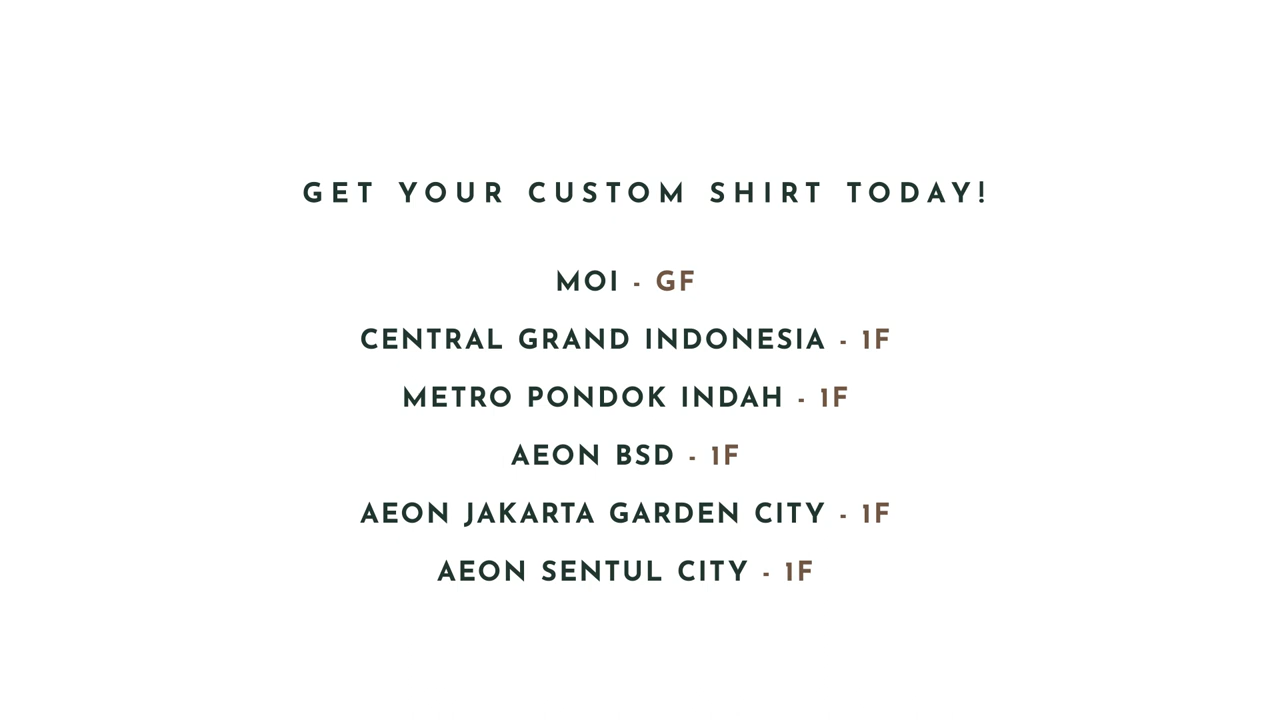 GET YOUR CUSTOM SHIRT TODAY!
MOI - GF
CENTRAL GRAND INDONESIA - 1F
METRO PONDOK INDAH - 1F
AEON BSD - 1F
AEON JAKARTA GARDEN CITY - 1F
AEON SENTUL CITY - 1F